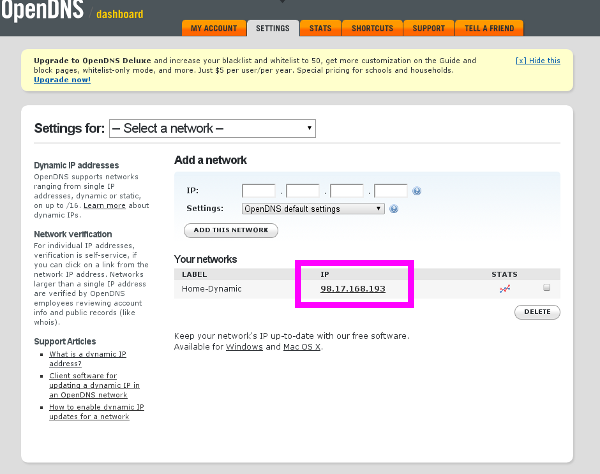 OpenDNS dashboard
MY ACCOUNT SETTINGS STATS SHORTCUTS SUPPORT TELL A FRIEND
Upgrade to OpenDNS Deluxe and increase your blacklist and whitelist to 50, get more customization on the Guide and [x] Hide this
block pages, whitelist-only mode, and more. Just $5 per user/per year. Special pricing for schools and households.
Upgrade now!
Settings for: -- Select a network --
Dynamic IP addresses
OpenDNS supports networks
ranging from single IP
addresses, dynamic or static,
on up to /16. Learn more about
dynamic IPs.
Network verification
For individual IP addresses,
verification is self-service, if
you can click on a link from the
network IP address. Networks
larger than a single IP address
are verified by OpenDNS
employees reviewing account
info and public records (like
whois).
Support Articles
What is a dynamic IP
address?
Client software for
updating a dynamic IP in
an OpenDNS network
How to enable dynamic IP
updates for a network
Add a network
IP: . . . ?
Settings: OpenDNS default settings ?
ADD THIS NETWORK
Your networks
LABEL IP STATS
Home-Dynamic 98.17.168.193
DELETE
Keep your network's IP up-to-date with our free software.
Available for Windows and Mac OS X.